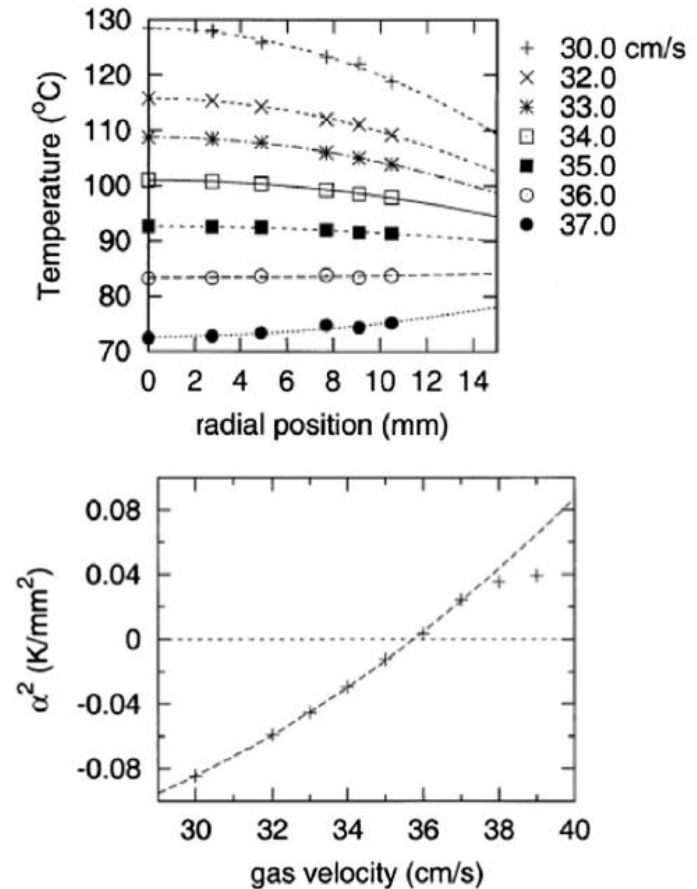 130
120
110
100
90
80
70
Temperature (°C)
0 2 4 6 8 10 12 14
radial position (mm)
30.0 cm/s
32.0
33.0
34.0
35.0
36.0
37.0
0.08
0.04
0
-0.04
-0.08
α² (K/mm²)
30 32 34 36 38 40
gas velocity (cm/s)